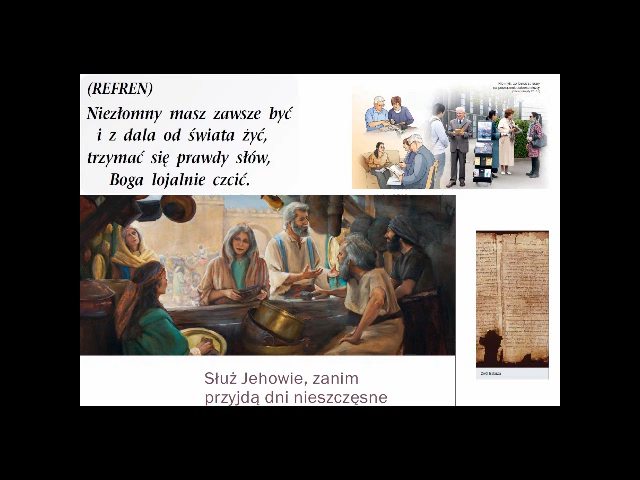 (REFREN)
Niezłomny masz zawsze być
i z dala od świata żyć,
trzymać się prawdy słów,
Boga lojalnie czcić.
Służ Jehowie, zanim
przyjdą dni nieszczęsne